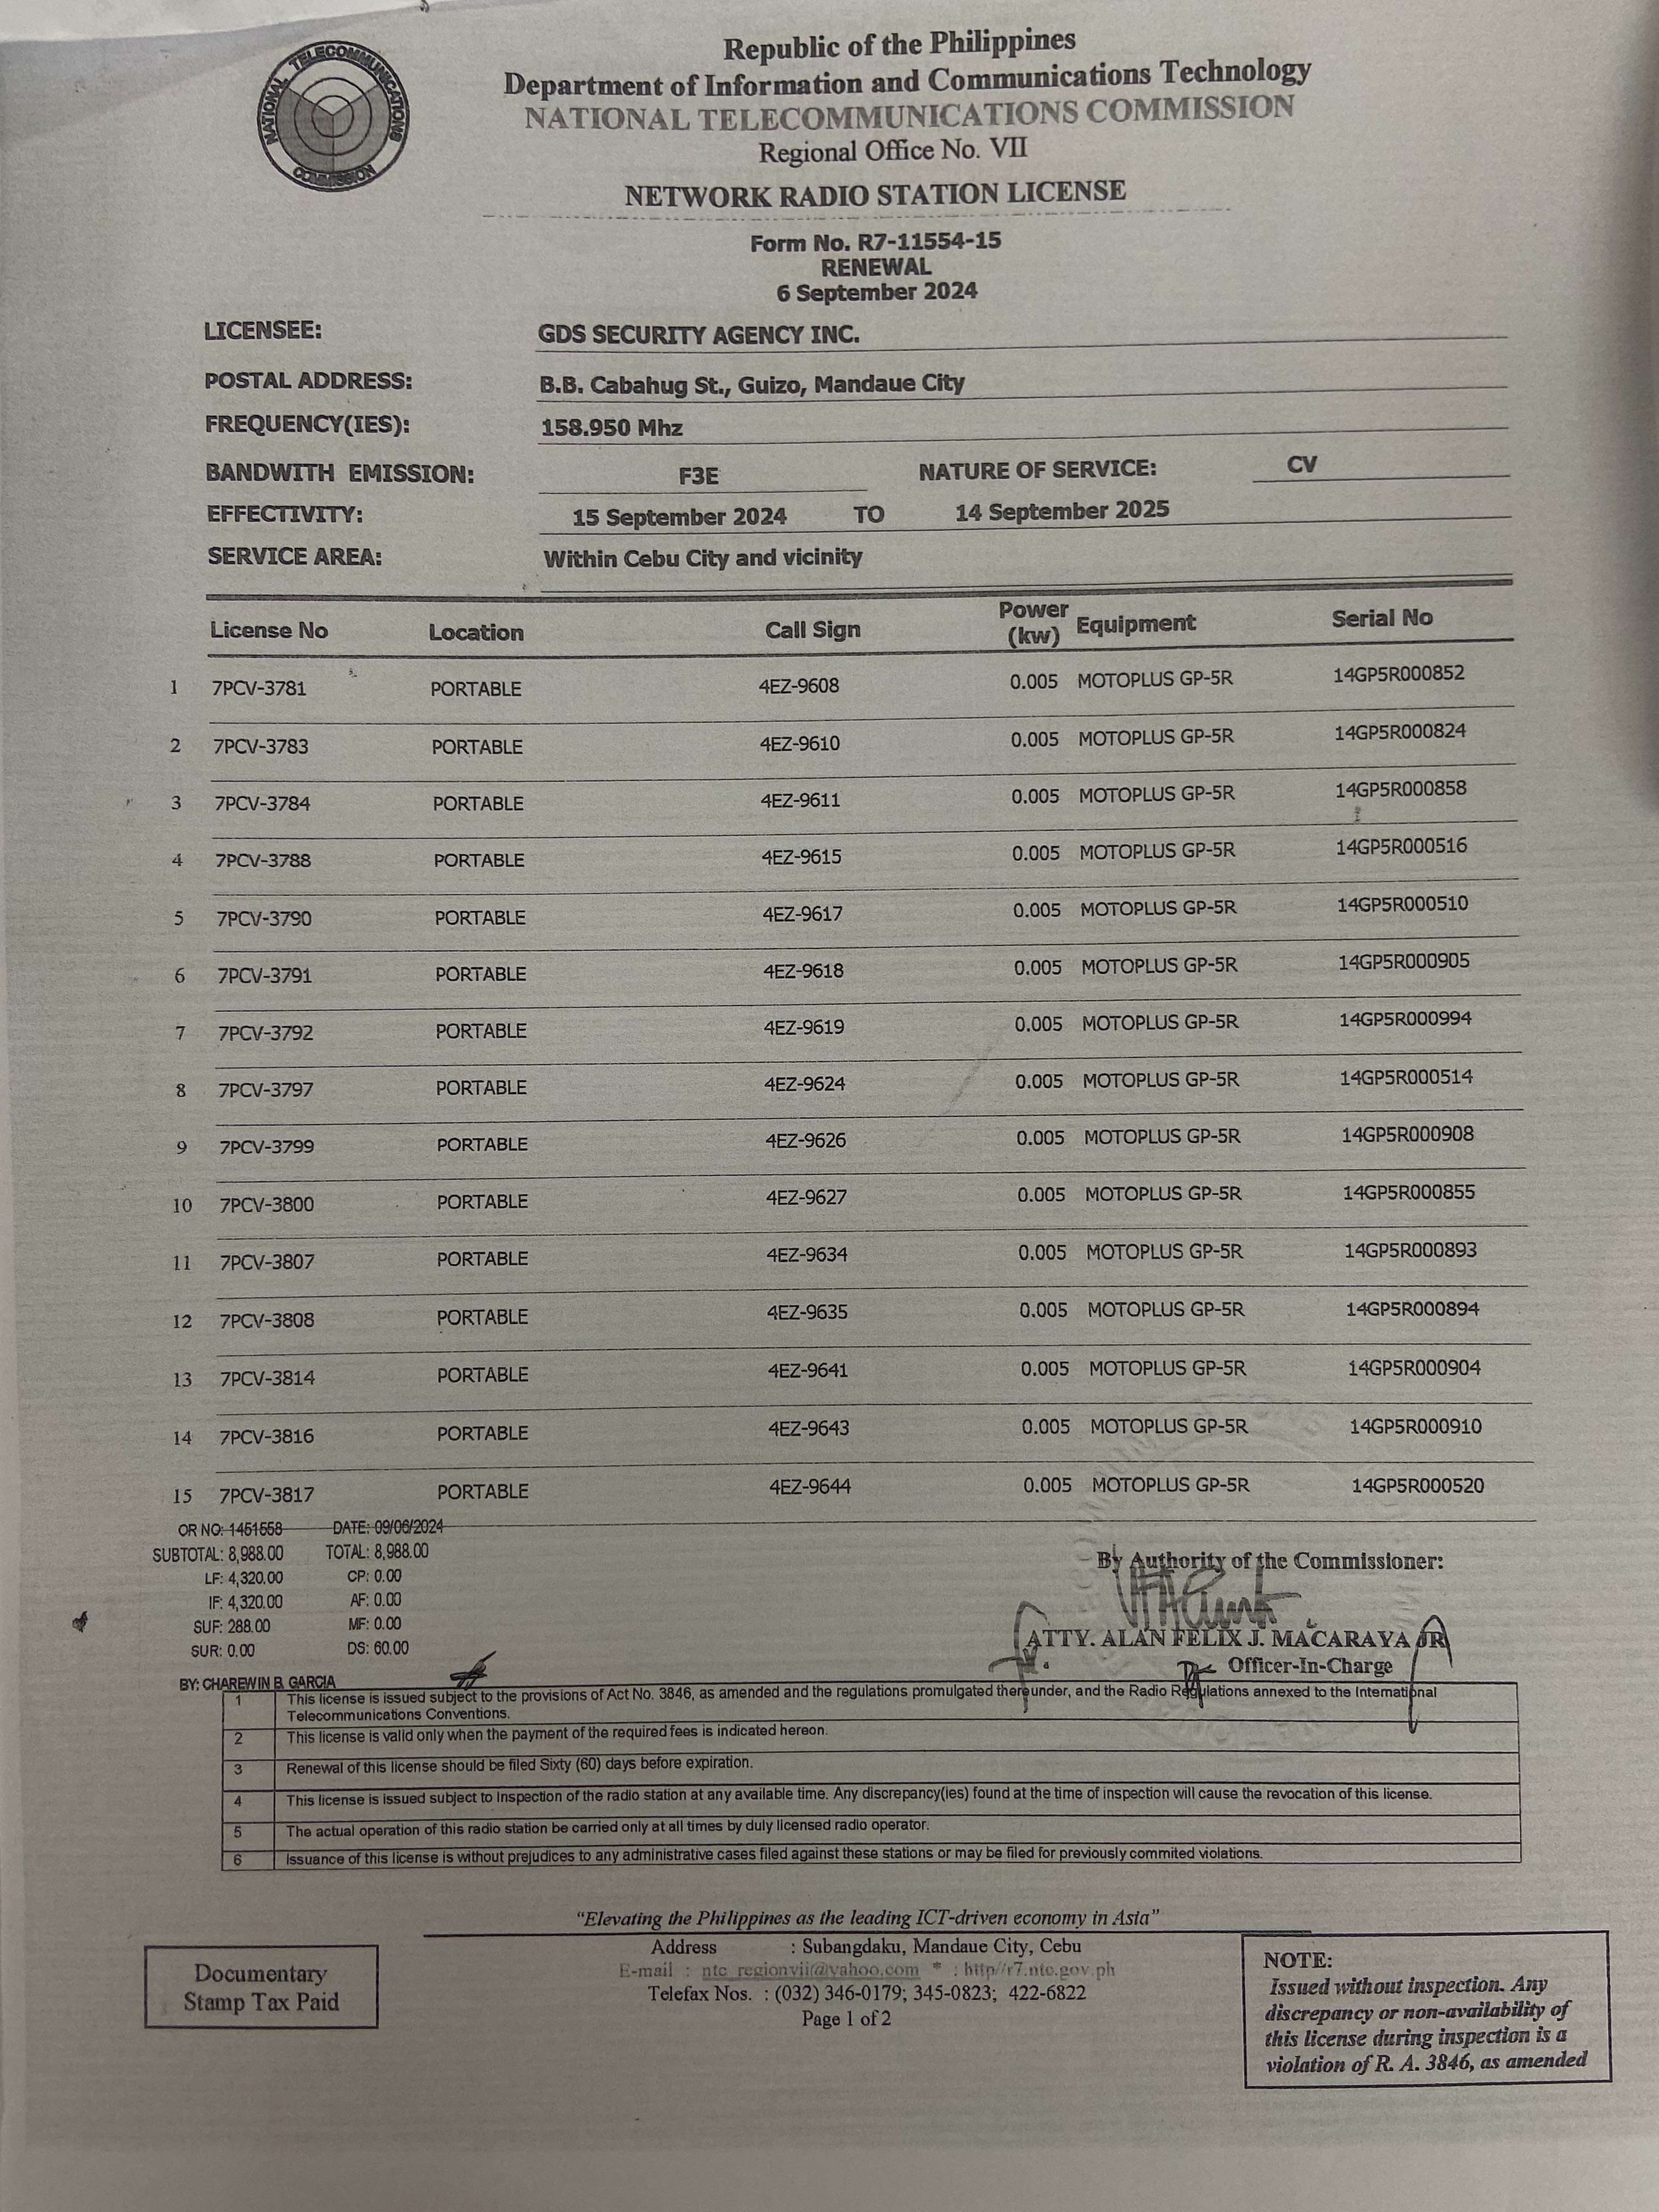 NATIONAL TELECOMMUNICATIONS COMMISSION
Republic of the Philippines
Department of Information and Communications Technology
NATIONAL TELECOMMUNICATIONS COMMISSION
Regional Office No. VII
NETWORK RADIO STATION LICENSE
Form No. R7-11554-15
RENEWAL
6 September 2024
LICENSEE: GDS SECURITY AGENCY INC.
POSTAL ADDRESS: B.B. Cabahug St., Guizo, Mandaue City
FREQUENCY(IES): 158.950 Mhz
BANDWITH EMISSION: F3E NATURE OF SERVICE: CV
EFFECTIVITY: 15 September 2024 TO 14 September 2025
SERVICE AREA: Within Cebu City and vicinity
License No Location Call Sign Power (kw) Equipment Serial No
1 7PCV-3781 PORTABLE 4EZ-9608 0.005 MOTOPLUS GP-5R 14GP5R000852
2 7PCV-3783 PORTABLE 4EZ-9610 0.005 MOTOPLUS GP-5R 14GP5R000824
3 7PCV-3784 PORTABLE 4EZ-9611 0.005 MOTOPLUS GP-5R 14GP5R000858
4 7PCV-3788 PORTABLE 4EZ-9615 0.005 MOTOPLUS GP-5R 14GP5R000516
5 7PCV-3790 PORTABLE 4EZ-9617 0.005 MOTOPLUS GP-5R 14GP5R000510
6 7PCV-3791 PORTABLE 4EZ-9618 0.005 MOTOPLUS GP-5R 14GP5R000905
7 7PCV-3792 PORTABLE 4EZ-9619 0.005 MOTOPLUS GP-5R 14GP5R000994
8 7PCV-3797 PORTABLE 4EZ-9624 0.005 MOTOPLUS GP-5R 14GP5R000514
9 7PCV-3799 PORTABLE 4EZ-9626 0.005 MOTOPLUS GP-5R 14GP5R000908
10 7PCV-3800 PORTABLE 4EZ-9627 0.005 MOTOPLUS GP-5R 14GP5R000855
11 7PCV-3807 PORTABLE 4EZ-9634 0.005 MOTOPLUS GP-5R 14GP5R000893
12 7PCV-3808 PORTABLE 4EZ-9635 0.005 MOTOPLUS GP-5R 14GP5R000894
13 7PCV-3814 PORTABLE 4EZ-9641 0.005 MOTOPLUS GP-5R 14GP5R000904
14 7PCV-3816 PORTABLE 4EZ-9643 0.005 MOTOPLUS GP-5R 14GP5R000910
15 7PCV-3817 PORTABLE 4EZ-9644 0.005 MOTOPLUS GP-5R 14GP5R000520
OR NO: 1451558 DATE: 09/06/2024
SUBTOTAL: 8,988.00 TOTAL: 8,988.00
LF: 4,320.00 CP: 0.00
IF: 4,320.00 AF: 0.00
SUF: 288.00 MF: 0.00
SUR: 0.00 DS: 60.00
BY: CHAREWIN B. GARCIA
By Authority of the Commissioner:
ATTY. ALAN FELIX J. MACARAYA JR
Officer-In-Charge
1 This license is issued subject to the provisions of Act No. 3846, as amended and the regulations promulgated thereunder, and the Radio Regulations annexed to the International
Telecommunications Conventions.
2 This license is valid only when the payment of the required fees is indicated hereon.
3 Renewal of this license should be filed Sixty (60) days before expiration.
4 This license is issued subject to Inspection of the radio station at any available time. Any discrepancy(ies) found at the time of inspection will cause the revocation of this license.
5 The actual operation of this radio station be carried only at all times by duly licensed radio operator.
6 Issuance of this license is without prejudices to any administrative cases filed against these stations or may be filed for previously commited violations.
"Elevating the Philippines as the leading ICT-driven economy in Asia"
Address : Subangdaku, Mandaue City, Cebu
E-mail : ntc_regionvii@yahoo.com * : http//r7.ntc.gov.ph
Telefax Nos. : (032) 346-0179; 345-0823; 422-6822
Page 1 of 2
Documentary
Stamp Tax Paid
NOTE:
Issued without inspection. Any
discrepancy or non-availability of
this license during inspection is a
violation of R. A. 3846, as amended